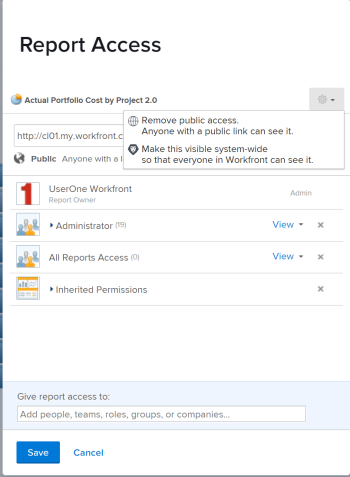 Report Access
Actual Portfolio Cost by Project 2.0
Remove public access.
Anyone with a public link can see it.
Make this visible system-wide
so that everyone in Workfront can see it.
http://cl01.my.workfront.c
Public Anyone with a l
1
UserOne Workfront
Report Owner
Admin
Administrator (19)
View
All Reports Access (0)
View
Inherited Permissions
Give report access to:
Add people, teams, roles, groups, or companies...
Save
Cancel